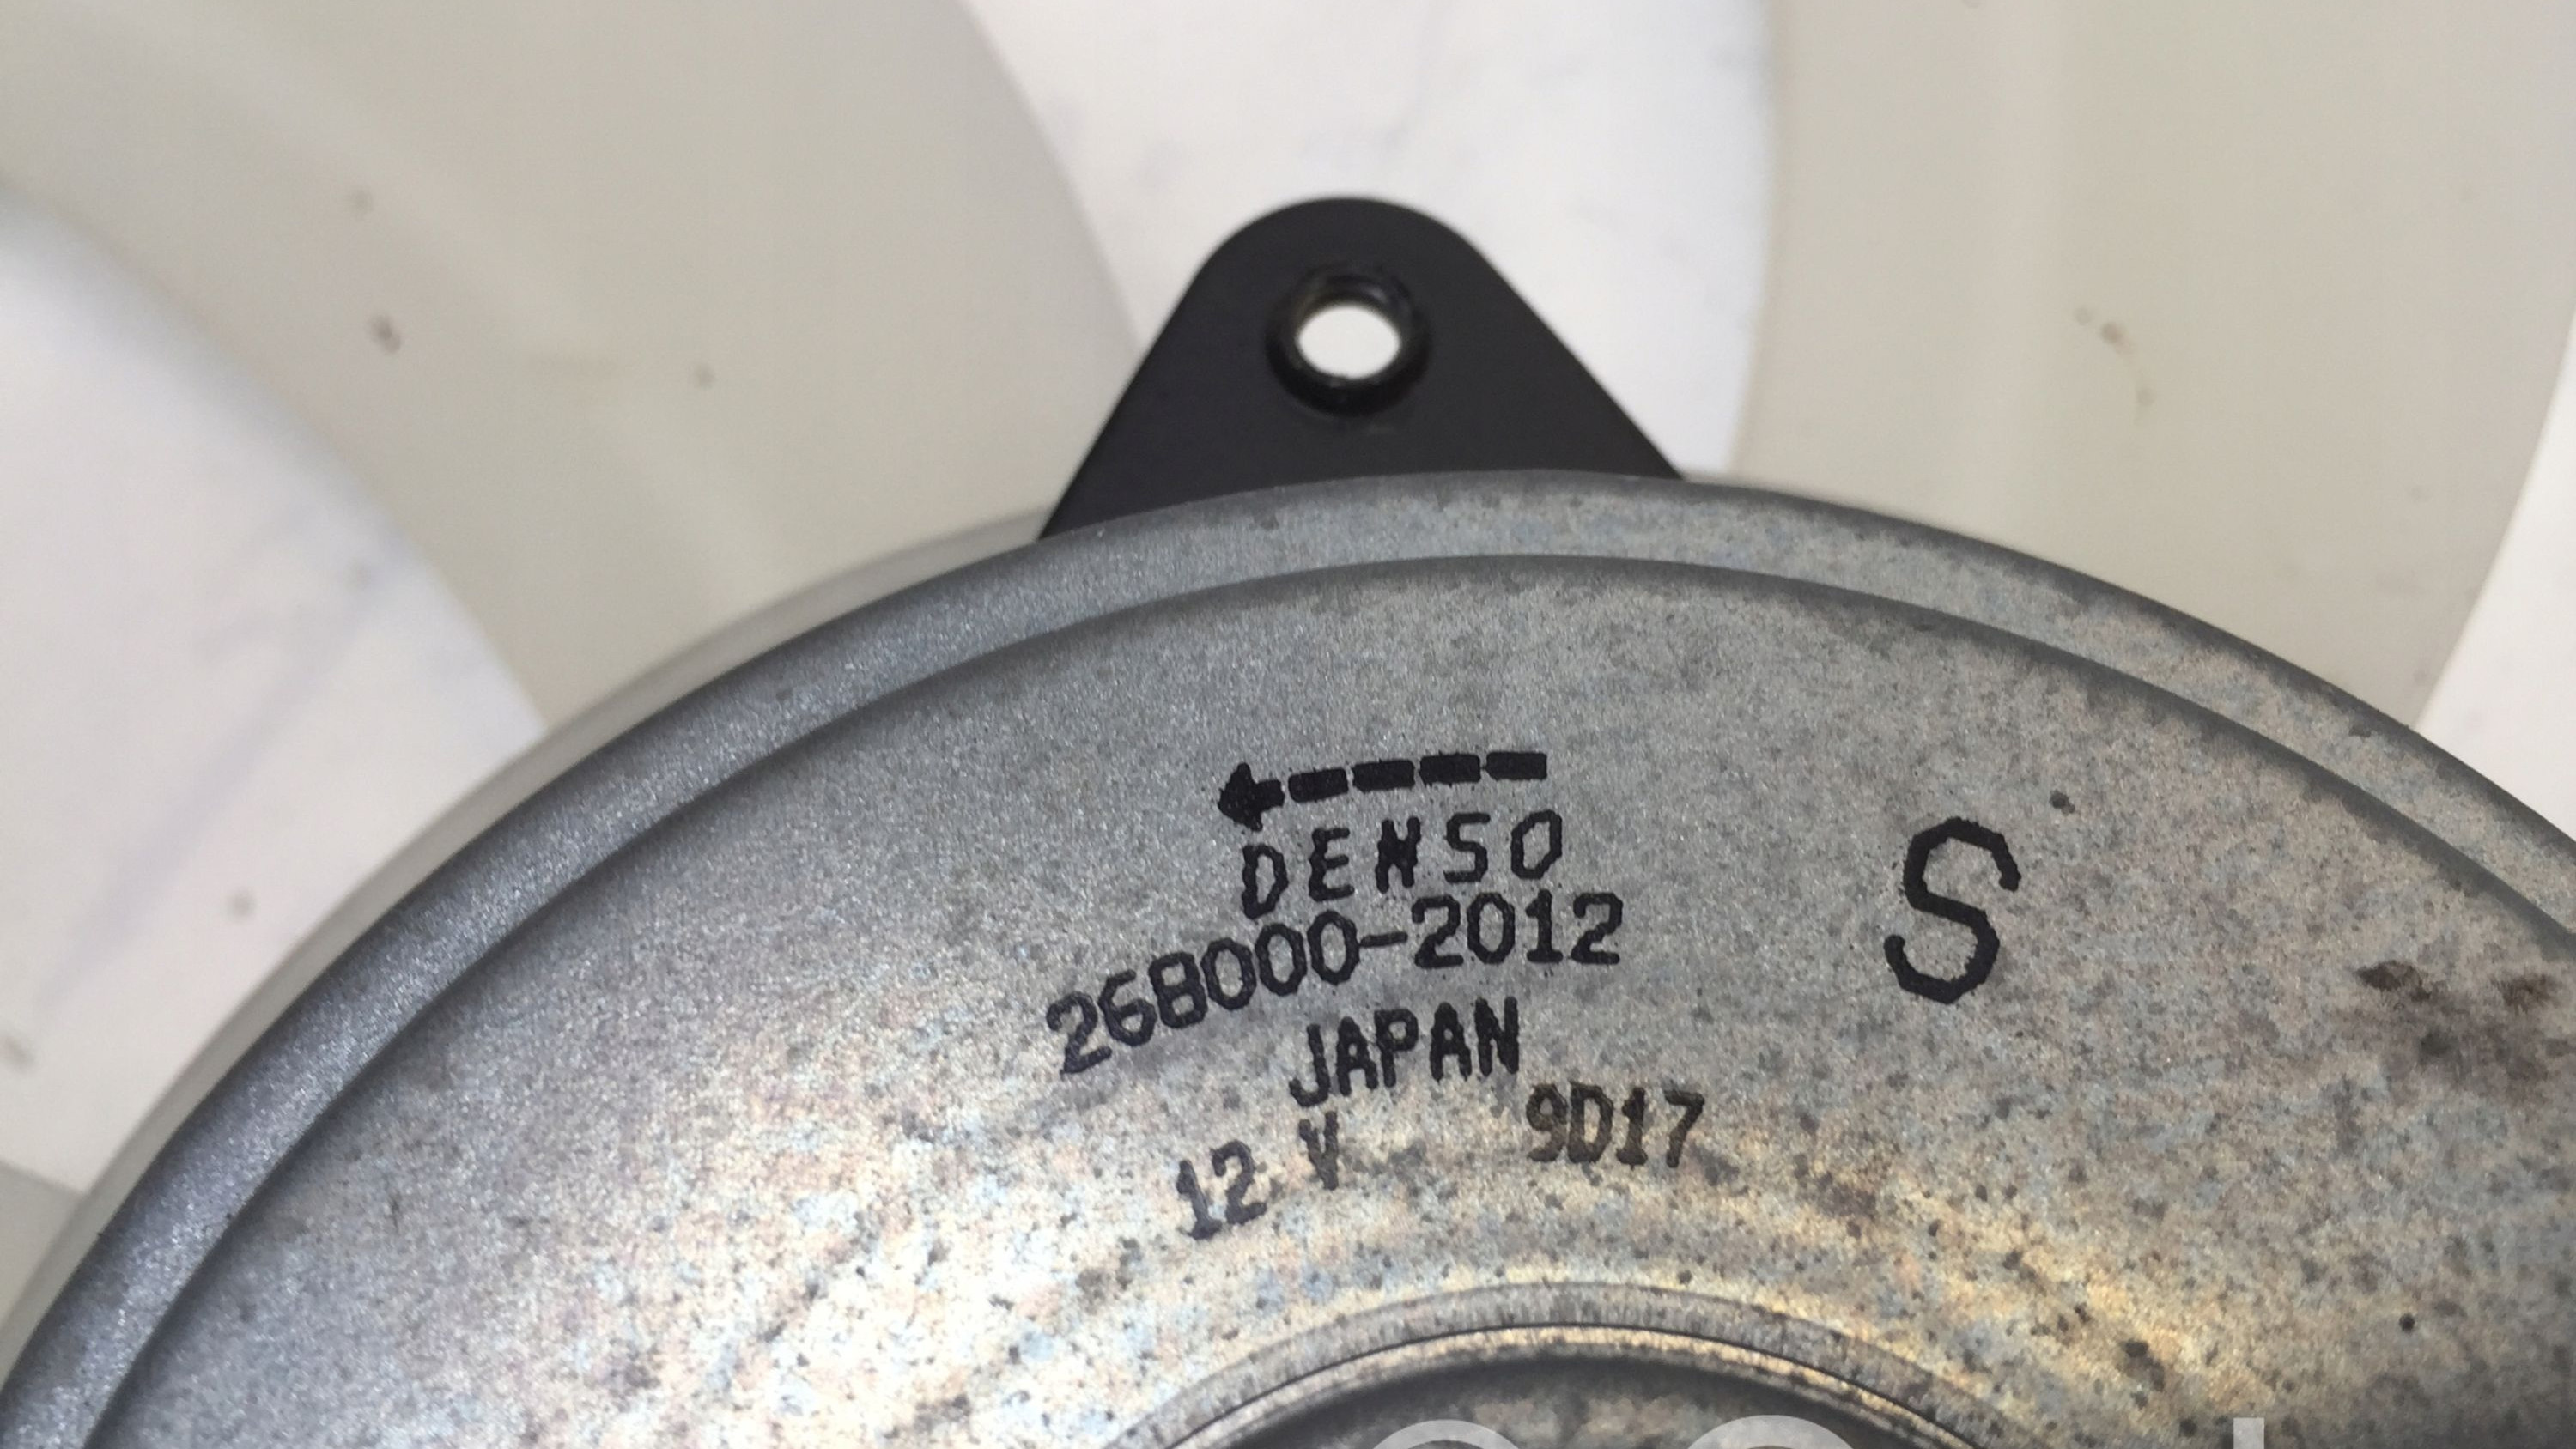 DENSO
268000-2012
S
JAPAN
12 V 9D17